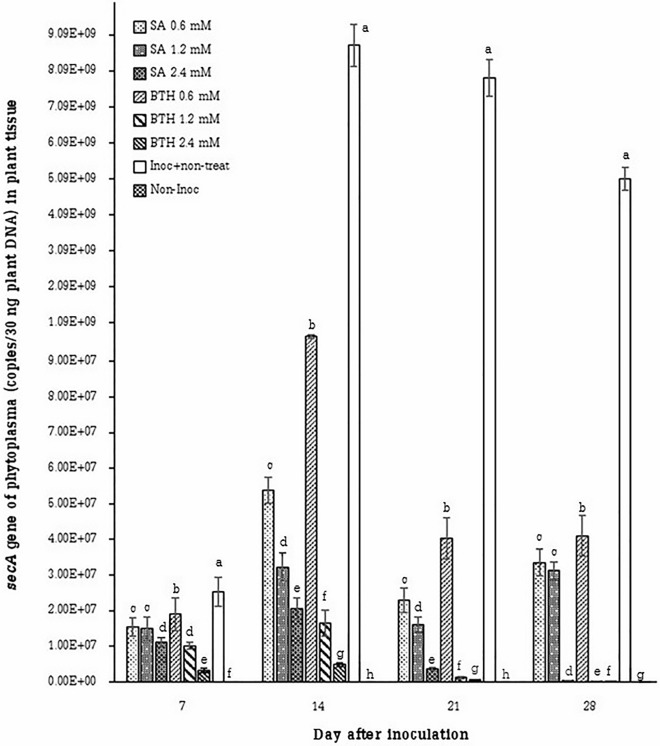 secA gene of phytoplasma (copies/30 ng plant DNA) in plant tissue
9.09E+09
8.09E+09
7.09E+09
6.09E+09
5.09E+09
4.09E+09
3.09E+09
2.09E+09
1.09E+09
9.00E+07
8.00E+07
7.00E+07
6.00E+07
5.00E+07
4.00E+07
3.00E+07
2.00E+07
1.00E+07
0.00E+00
SA 0.6 mM
SA 1.2 mM
SA 2.4 mM
BTH 0.6 mM
BTH 1.2 mM
BTH 2.4 mM
Inoc+non-treat
Non-Inoc
c c d b d e a f
c d e b f g a h
c d e b f g a h
c c d b e f a g
7 14 21 28
Day after inoculation